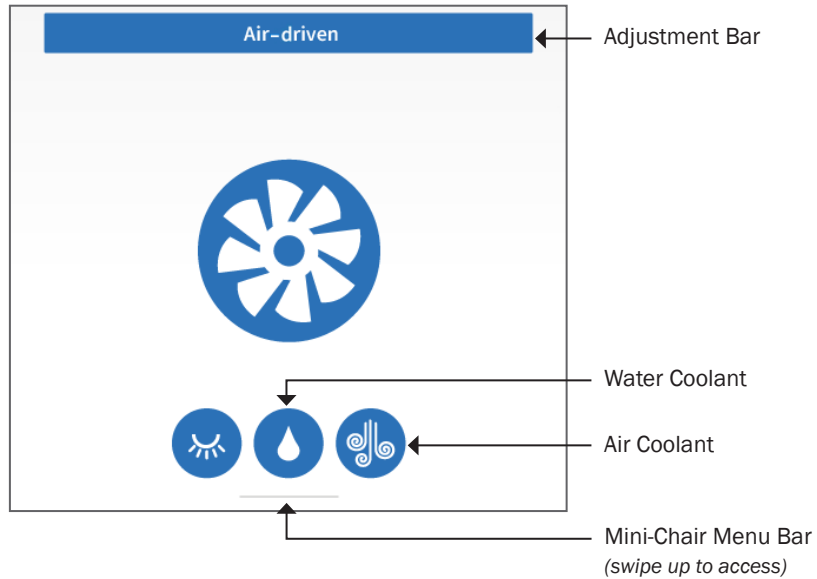 Air-driven
Adjustment Bar
Water Coolant
Air Coolant
Mini-Chair Menu Bar
(swipe up to access)